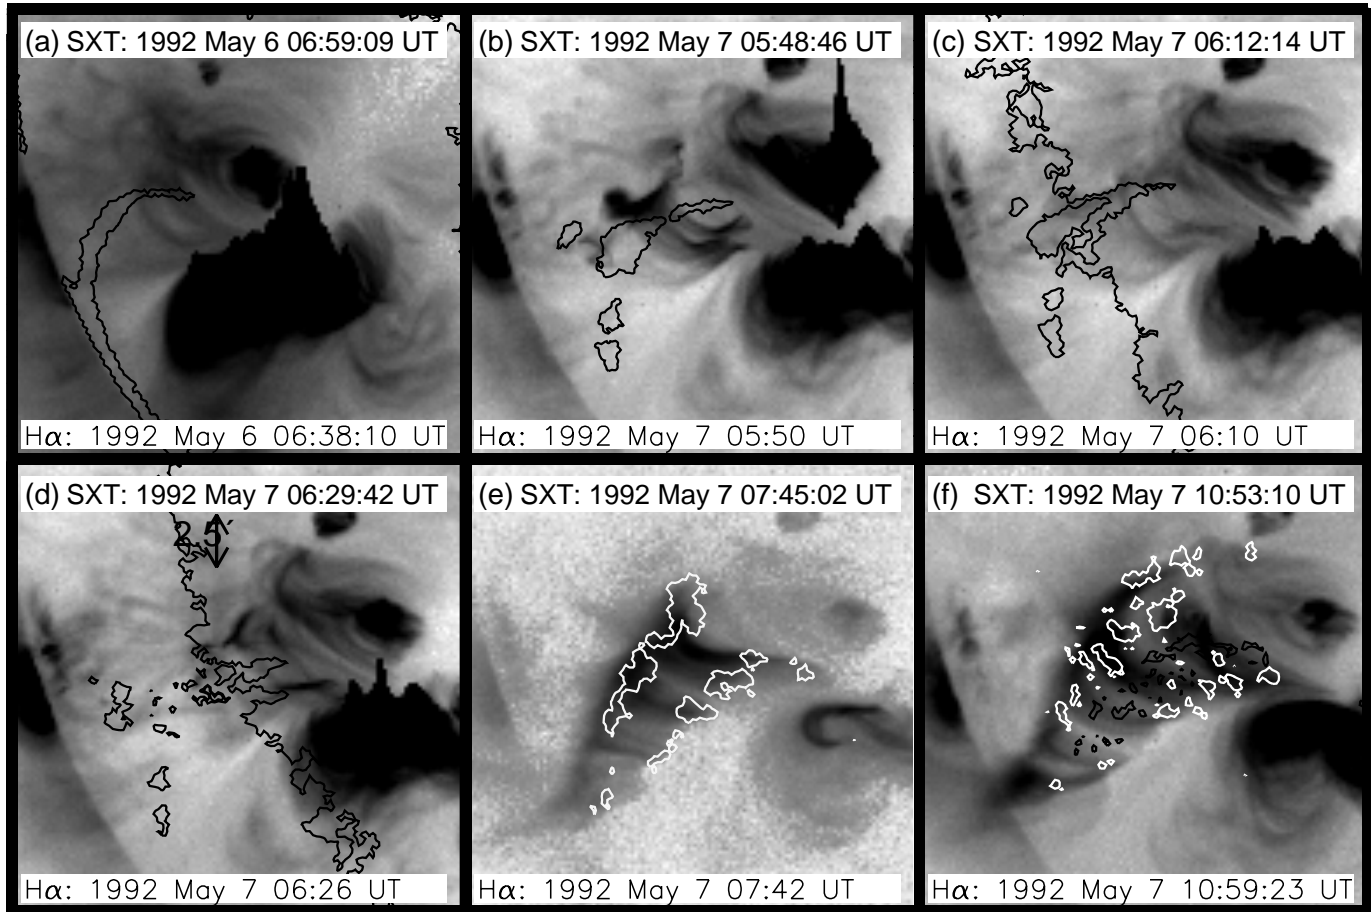 (a) SXT: 1992 May 6 06:59:09 UT
(b) SXT: 1992 May 7 05:48:46 UT
(c) SXT: 1992 May 7 06:12:14 UT
Hα: 1992 May 6 06:38:10 UT
Hα: 1992 May 7 05:50 UT
Hα: 1992 May 7 06:10 UT
(d) SXT: 1992 May 7 06:29:42 UT
(e) SXT: 1992 May 7 07:45:02 UT
(f) SXT: 1992 May 7 10:53:10 UT
2.5′
Hα: 1992 May 7 06:26 UT
Hα: 1992 May 7 07:42 UT
Hα: 1992 May 7 10:59:23 UT